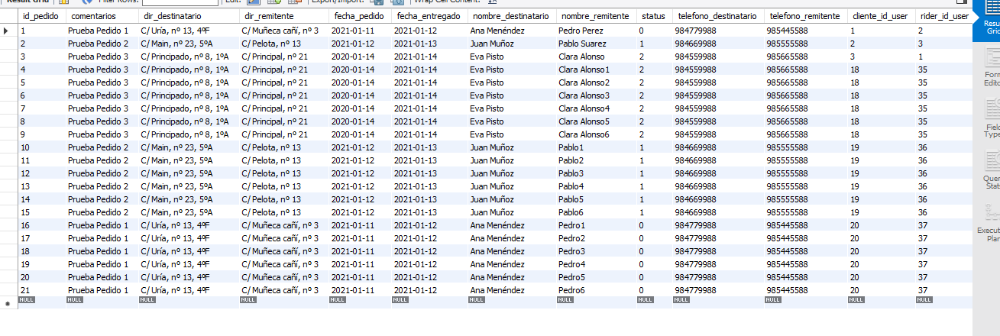 Result Grid Filter Rows: Edit: Export/Import: Wrap Cell Content:
id_pedido comentarios dir_destinatario dir_remitente fecha_pedido fecha_entregado nombre_destinatario nombre_remitente status telefono_destinatario telefono_remitente cliente_id_user rider_id_user
1 Prueba Pedido 1 C/ Uría, nº 13, 4ºF C/ Muñeca cañí, nº 3 2021-01-11 2021-01-12 Ana Menéndez Pedro Perez 0 984779988 985445588 1 2
2 Prueba Pedido 2 C/ Main, nº 23, 5ºA C/ Pelota, nº 13 2021-01-12 2021-01-13 Juan Muñoz Pablo Suarez 1 984669988 985555588 2 3
3 Prueba Pedido 3 C/ Principado, nº 8, 1ºA C/ Principal, nº 21 2020-01-14 2021-01-14 Eva Pisto Clara Alonso 2 984559988 985665588 3 1
4 Prueba Pedido 3 C/ Principado, nº 8, 1ºA C/ Principal, nº 21 2020-01-14 2021-01-14 Eva Pisto Clara Alonso1 2 984559988 985665588 18 35
5 Prueba Pedido 3 C/ Principado, nº 8, 1ºA C/ Principal, nº 21 2020-01-14 2021-01-14 Eva Pisto Clara Alonso2 2 984559988 985665588 18 35
6 Prueba Pedido 3 C/ Principado, nº 8, 1ºA C/ Principal, nº 21 2020-01-14 2021-01-14 Eva Pisto Clara Alonso3 2 984559988 985665588 18 35
7 Prueba Pedido 3 C/ Principado, nº 8, 1ºA C/ Principal, nº 21 2020-01-14 2021-01-14 Eva Pisto Clara Alonso4 2 984559988 985665588 18 35
8 Prueba Pedido 3 C/ Principado, nº 8, 1ºA C/ Principal, nº 21 2020-01-14 2021-01-14 Eva Pisto Clara Alonso5 2 984559988 985665588 18 35
9 Prueba Pedido 3 C/ Principado, nº 8, 1ºA C/ Principal, nº 21 2020-01-14 2021-01-14 Eva Pisto Clara Alonso6 2 984559988 985665588 18 35
10 Prueba Pedido 2 C/ Main, nº 23, 5ºA C/ Pelota, nº 13 2021-01-12 2021-01-13 Juan Muñoz Pablo1 1 984669988 985555588 19 36
11 Prueba Pedido 2 C/ Main, nº 23, 5ºA C/ Pelota, nº 13 2021-01-12 2021-01-13 Juan Muñoz Pablo2 1 984669988 985555588 19 36
12 Prueba Pedido 2 C/ Main, nº 23, 5ºA C/ Pelota, nº 13 2021-01-12 2021-01-13 Juan Muñoz Pablo3 1 984669988 985555588 19 36
13 Prueba Pedido 2 C/ Main, nº 23, 5ºA C/ Pelota, nº 13 2021-01-12 2021-01-13 Juan Muñoz Pablo4 1 984669988 985555588 19 36
14 Prueba Pedido 2 C/ Main, nº 23, 5ºA C/ Pelota, nº 13 2021-01-12 2021-01-13 Juan Muñoz Pablo5 1 984669988 985555588 19 36
15 Prueba Pedido 2 C/ Main, nº 23, 5ºA C/ Pelota, nº 13 2021-01-12 2021-01-13 Juan Muñoz Pablo6 1 984669988 985555588 19 36
16 Prueba Pedido 1 C/ Uría, nº 13, 4ºF C/ Muñeca cañí, nº 3 2021-01-11 2021-01-12 Ana Menéndez Pedro1 0 984779988 985445588 20 37
17 Prueba Pedido 1 C/ Uría, nº 13, 4ºF C/ Muñeca cañí, nº 3 2021-01-11 2021-01-12 Ana Menéndez Pedro2 0 984779988 985445588 20 37
18 Prueba Pedido 1 C/ Uría, nº 13, 4ºF C/ Muñeca cañí, nº 3 2021-01-11 2021-01-12 Ana Menéndez Pedro3 0 984779988 985445588 20 37
19 Prueba Pedido 1 C/ Uría, nº 13, 4ºF C/ Muñeca cañí, nº 3 2021-01-11 2021-01-12 Ana Menéndez Pedro4 0 984779988 985445588 20 37
20 Prueba Pedido 1 C/ Uría, nº 13, 4ºF C/ Muñeca cañí, nº 3 2021-01-11 2021-01-12 Ana Menéndez Pedro5 0 984779988 985445588 20 37
21 Prueba Pedido 1 C/ Uría, nº 13, 4ºF C/ Muñeca cañí, nº 3 2021-01-11 2021-01-12 Ana Menéndez Pedro6 0 984779988 985445588 20 37
NULL NULL NULL NULL NULL NULL NULL NULL NULL NULL NULL NULL NULL
Resu
Grid
Form
Edito
Field
Type
Quer
Stat
Execut
Plan